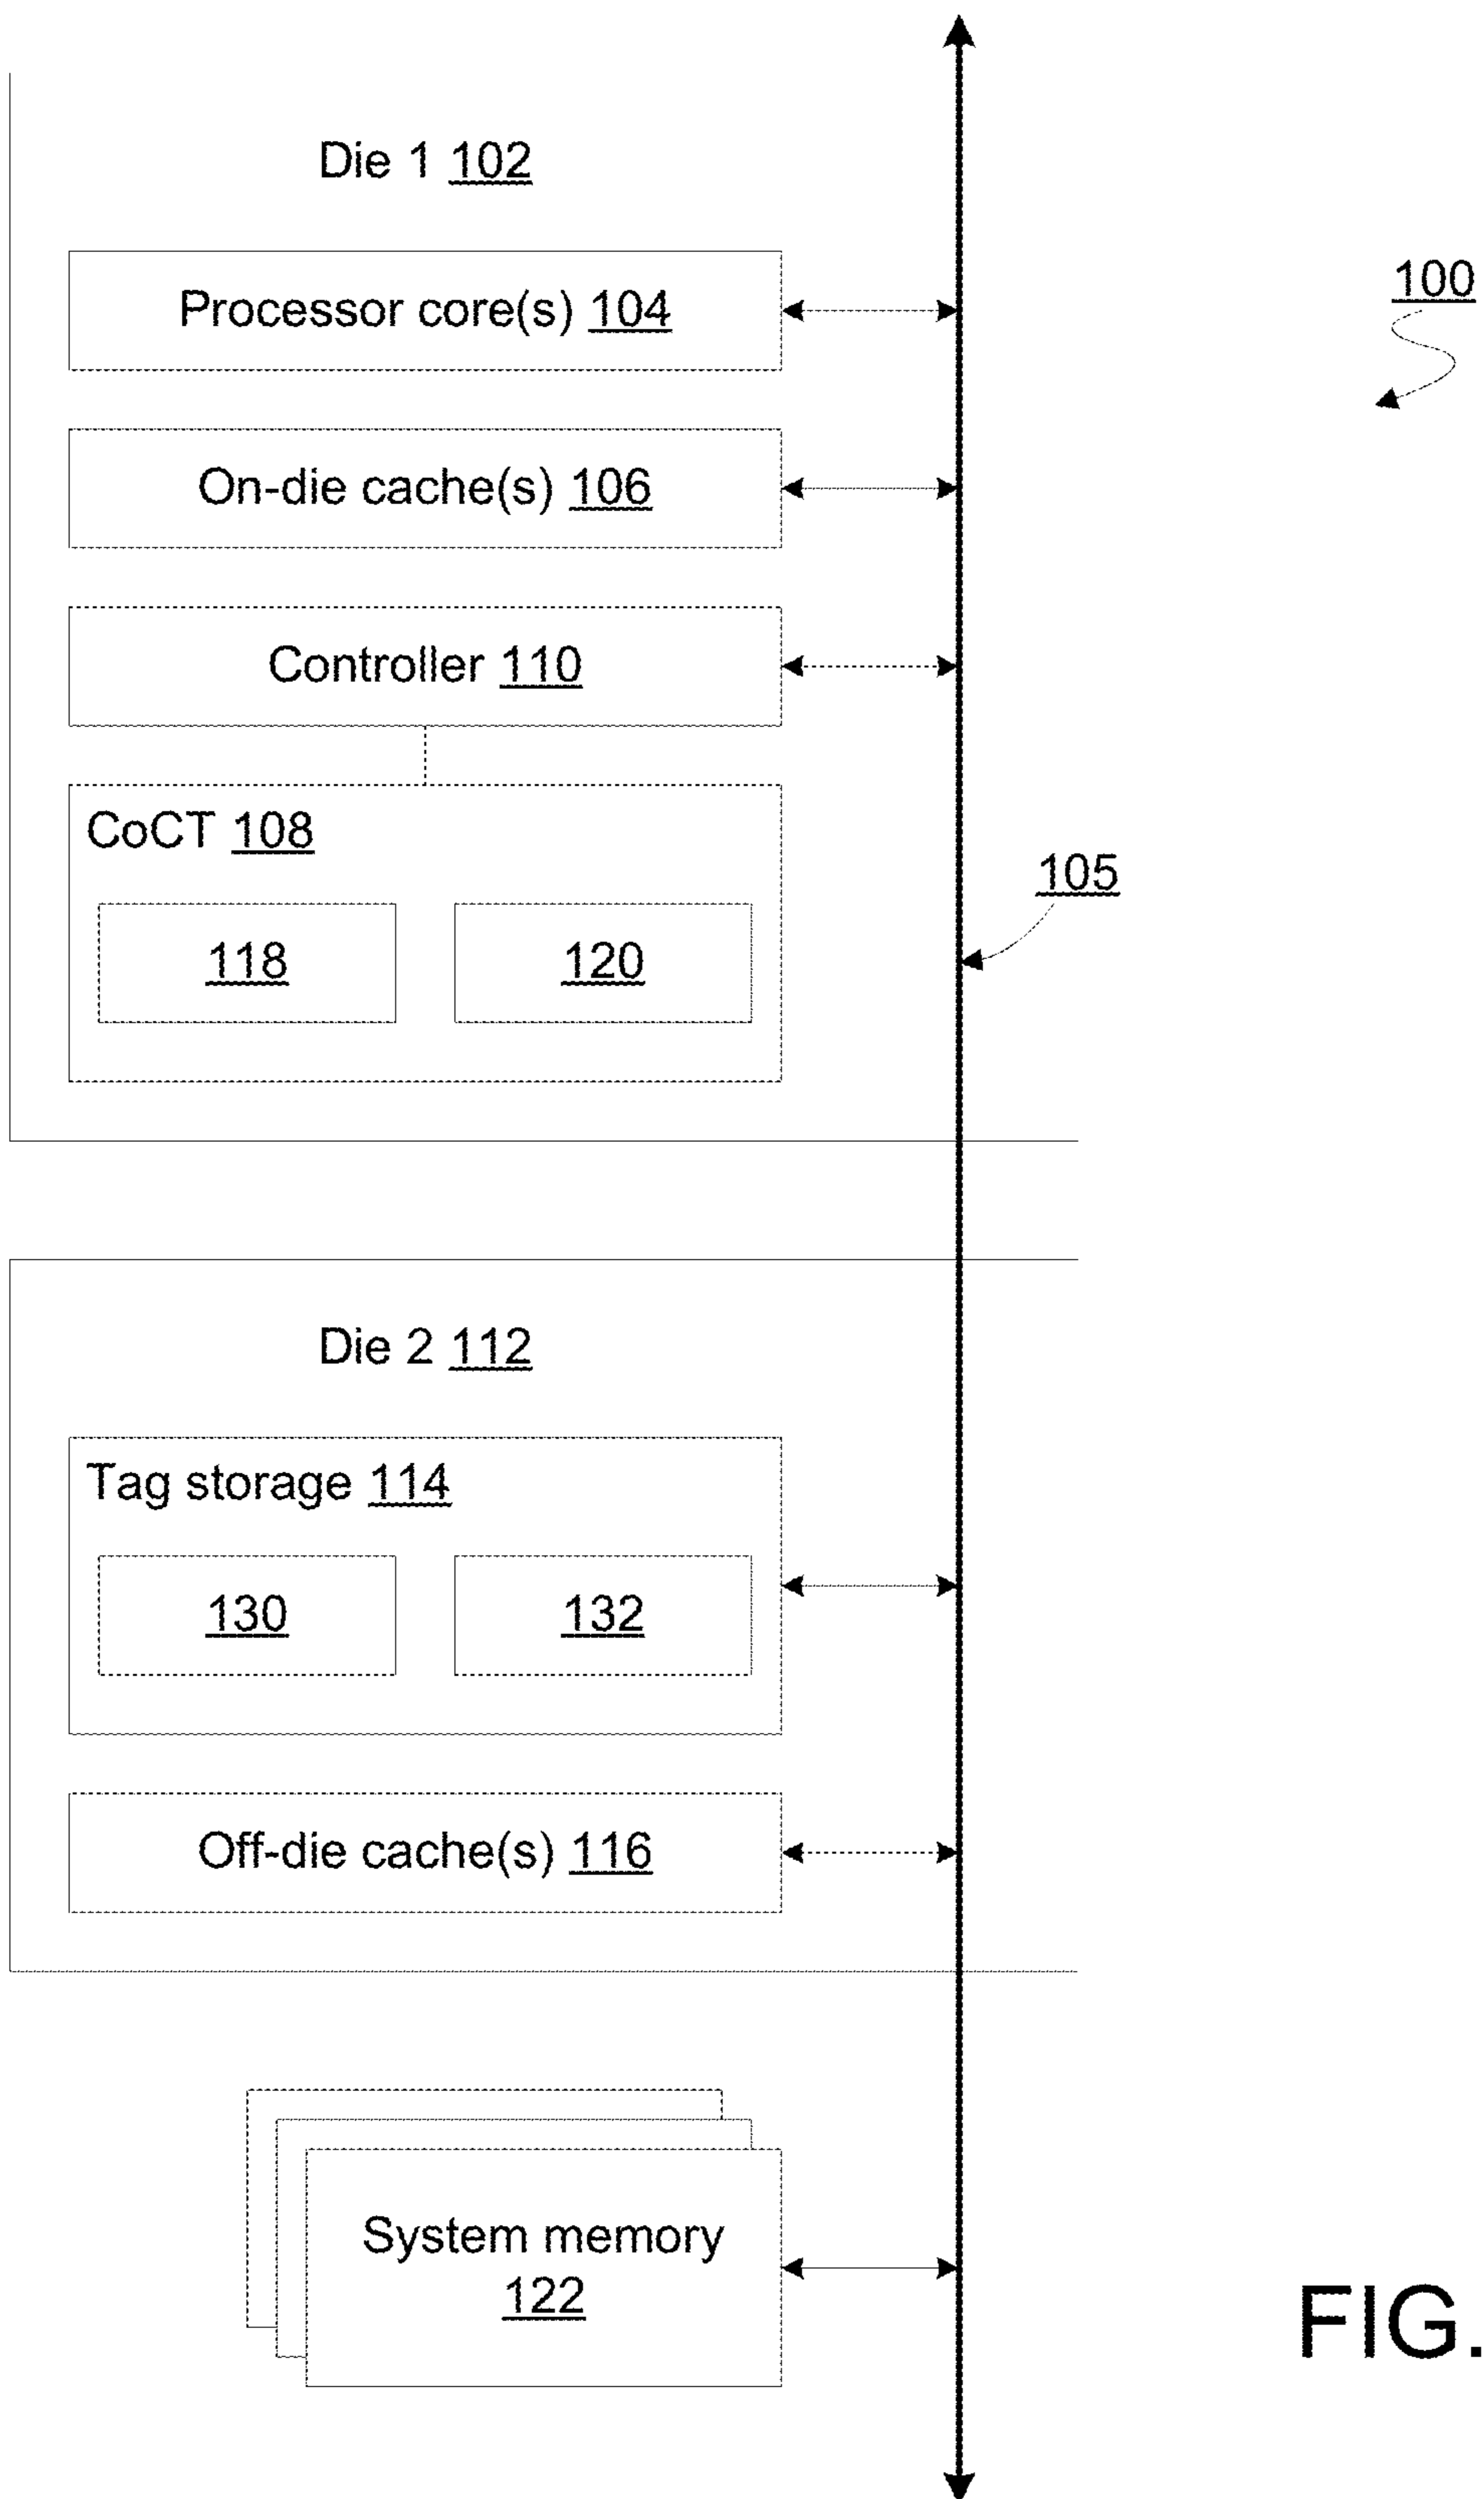 Die 1 102
Processor core(s) 104
100
On-die cache(s) 106
Controller 110
CoCT 108
105
118 120
Die 2 112
Tag storage 114
130 132
Off-die cache(s) 116
System memory
122
FIG.